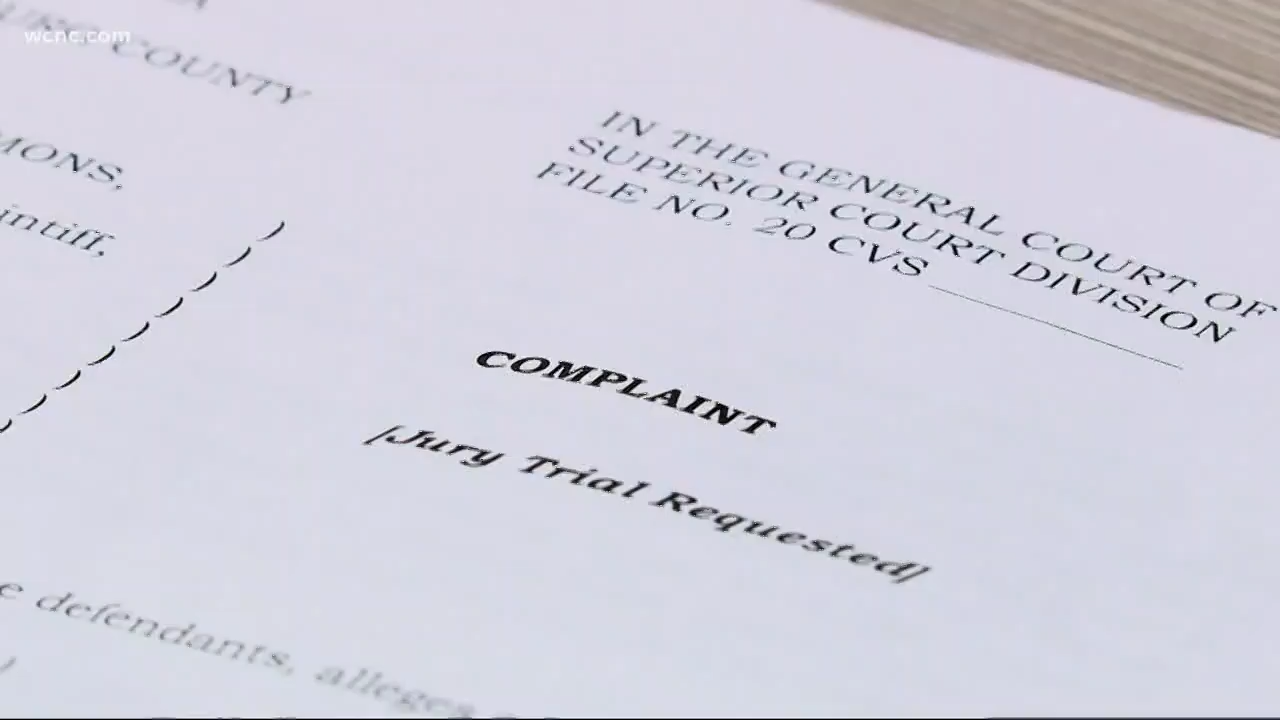 wcnc.com
COUNTY
MONS,
intiff,
IN THE GENERAL COURT OF
SUPERIOR COURT DIVISION
FILE NO. 20 CVS
COMPLAINT
[Jury Trial Requested]
e defendants, alleges